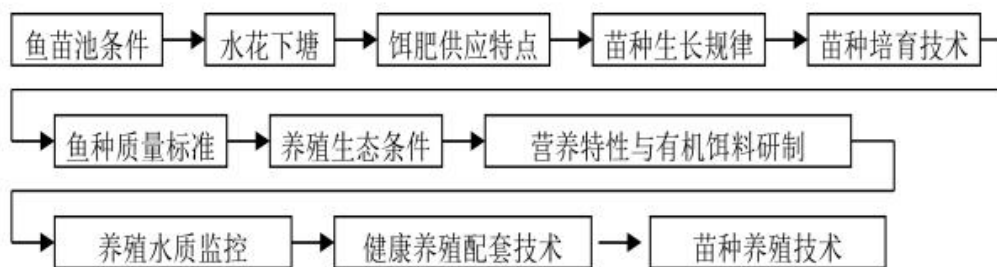 鱼苗池条件 水花下塘 饵肥供应特点 苗种生长规律 苗种培育技术
鱼种质量标准 养殖生态条件 营养特性与有机饵料研制
养殖水质监控 健康养殖配套技术 苗种养殖技术